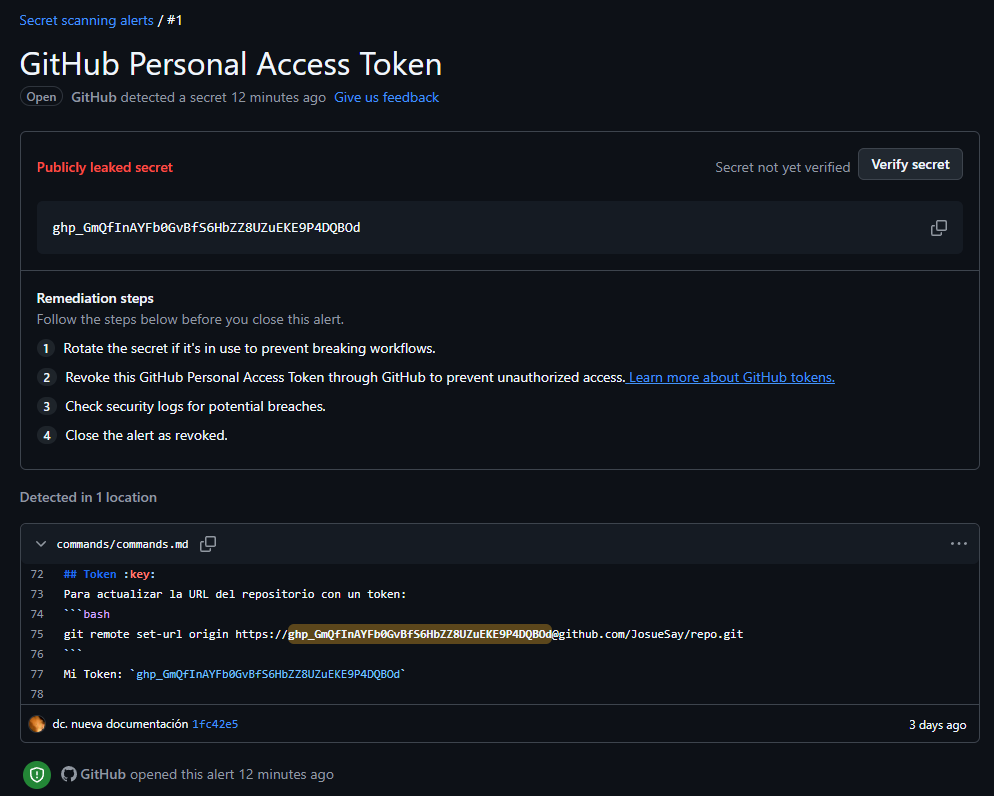 Secret scanning alerts / #1
GitHub Personal Access Token
Open GitHub detected a secret 12 minutes ago Give us feedback
Publicly leaked secret
Secret not yet verified Verify secret
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
Remediation steps
Follow the steps below before you close this alert.
1 Rotate the secret if it's in use to prevent breaking workflows.
2 Revoke this GitHub Personal Access Token through GitHub to prevent unauthorized access. Learn more about GitHub tokens.
3 Check security logs for potential breaches.
4 Close the alert as revoked.
Detected in 1 location
commands/commands.md
72 ## Token :key:
73 Para actualizar la URL del repositorio con un token:
74 ```bash
75 git remote set-url origin https://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@github.com/JosueSay/repo.git
76 ```
77 Mi Token: `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`
78
dc. nueva documentación 1fc42e5
3 days ago
GitHub opened this alert 12 minutes ago